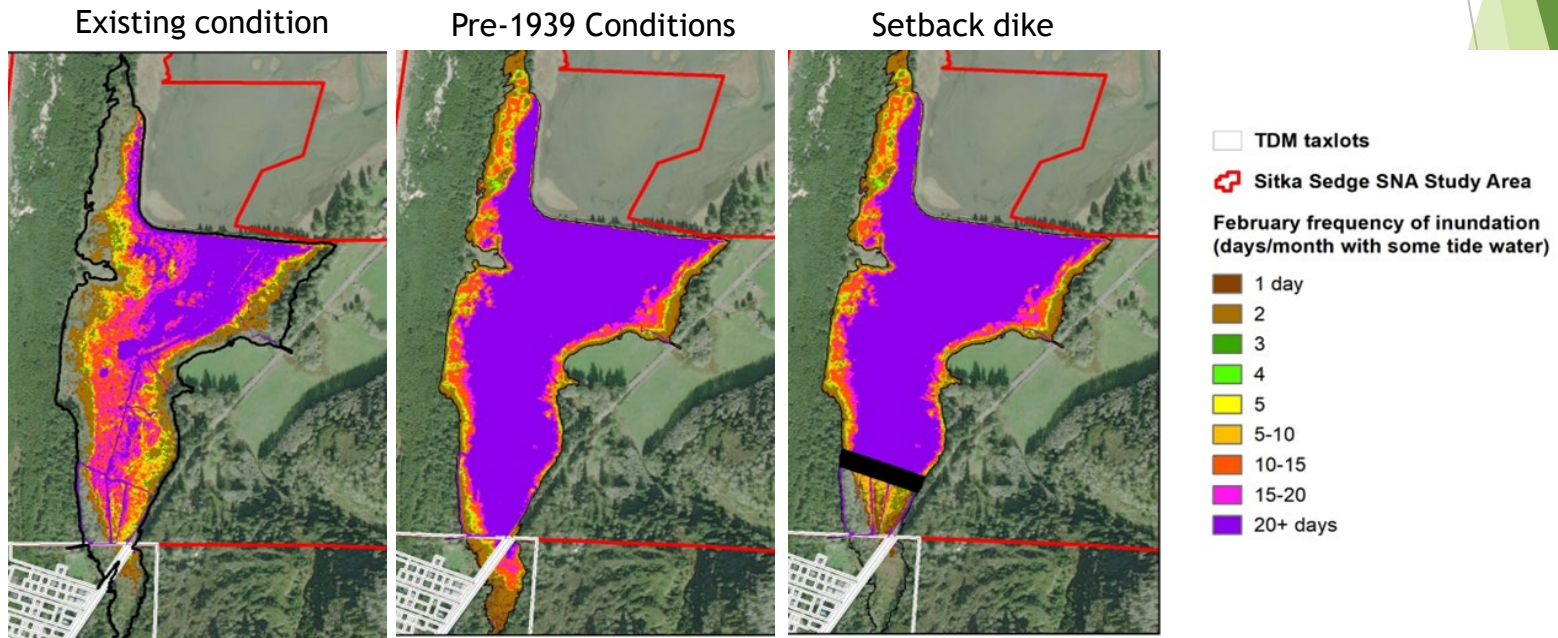 Existing condition
Pre-1939 Conditions
Setback dike
TDM taxlots
Sitka Sedge SNA Study Area
February frequency of inundation
(days/month with some tide water)
1 day
2
3
4
5
5-10
10-15
15-20
20+ days